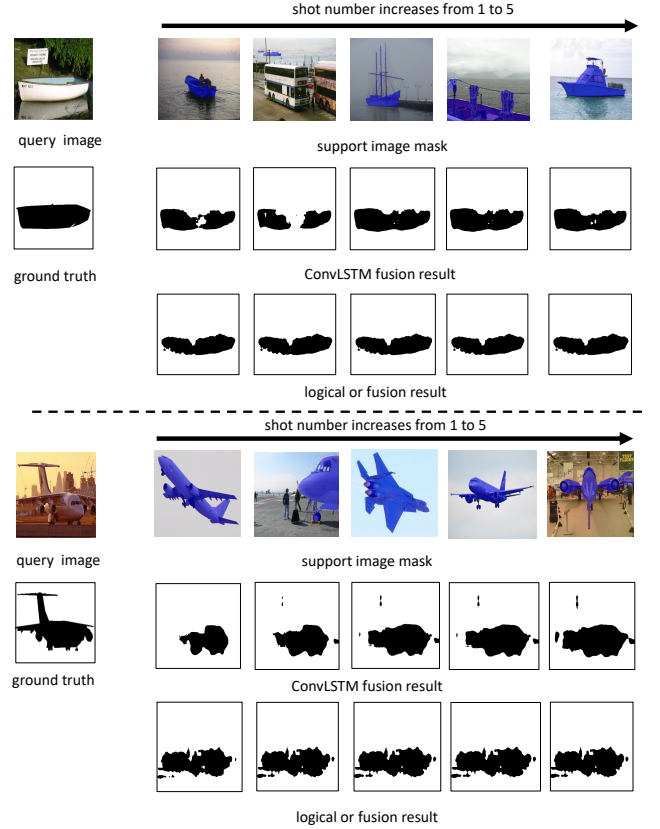 shot number increases from 1 to 5
query image
support image mask
ground truth
ConvLSTM fusion result
logical or fusion result
shot number increases from 1 to 5
query image
support image mask
ground truth
ConvLSTM fusion result
logical or fusion result